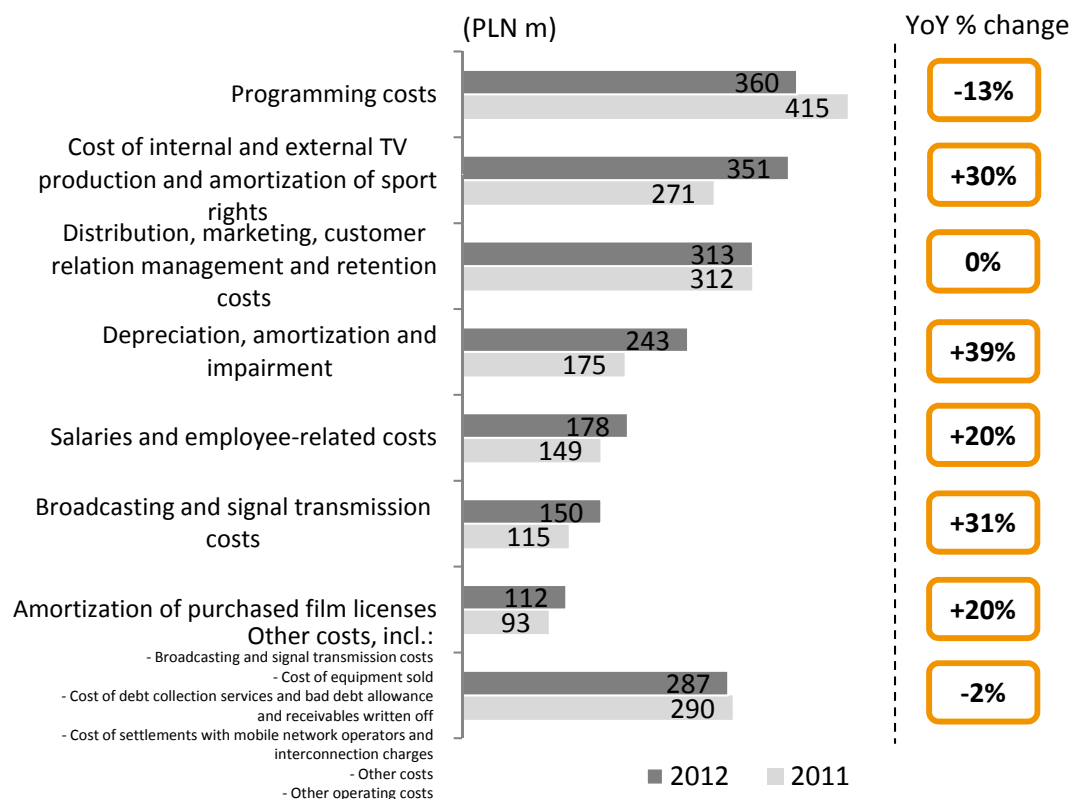 (PLN m)
YoY % change
Programming costs
360
415
-13%
Cost of internal and external TV
production and amortization of sport
rights
351
271
+30%
Distribution, marketing, customer
relation management and retention
costs
313
312
0%
Depreciation, amortization and
impairment
243
175
+39%
Salaries and employee-related costs
178
149
+20%
Broadcasting and signal transmission
costs
150
115
+31%
Amortization of purchased film licenses
112
93
+20%
Other costs, incl.:
- Broadcasting and signal transmission costs
- Cost of equipment sold
- Cost of debt collection services and bad debt allowance
and receivables written off
- Cost of settlements with mobile network operators and
interconnection charges
- Other costs
- Other operating costs
287
290
-2%
2012
2011